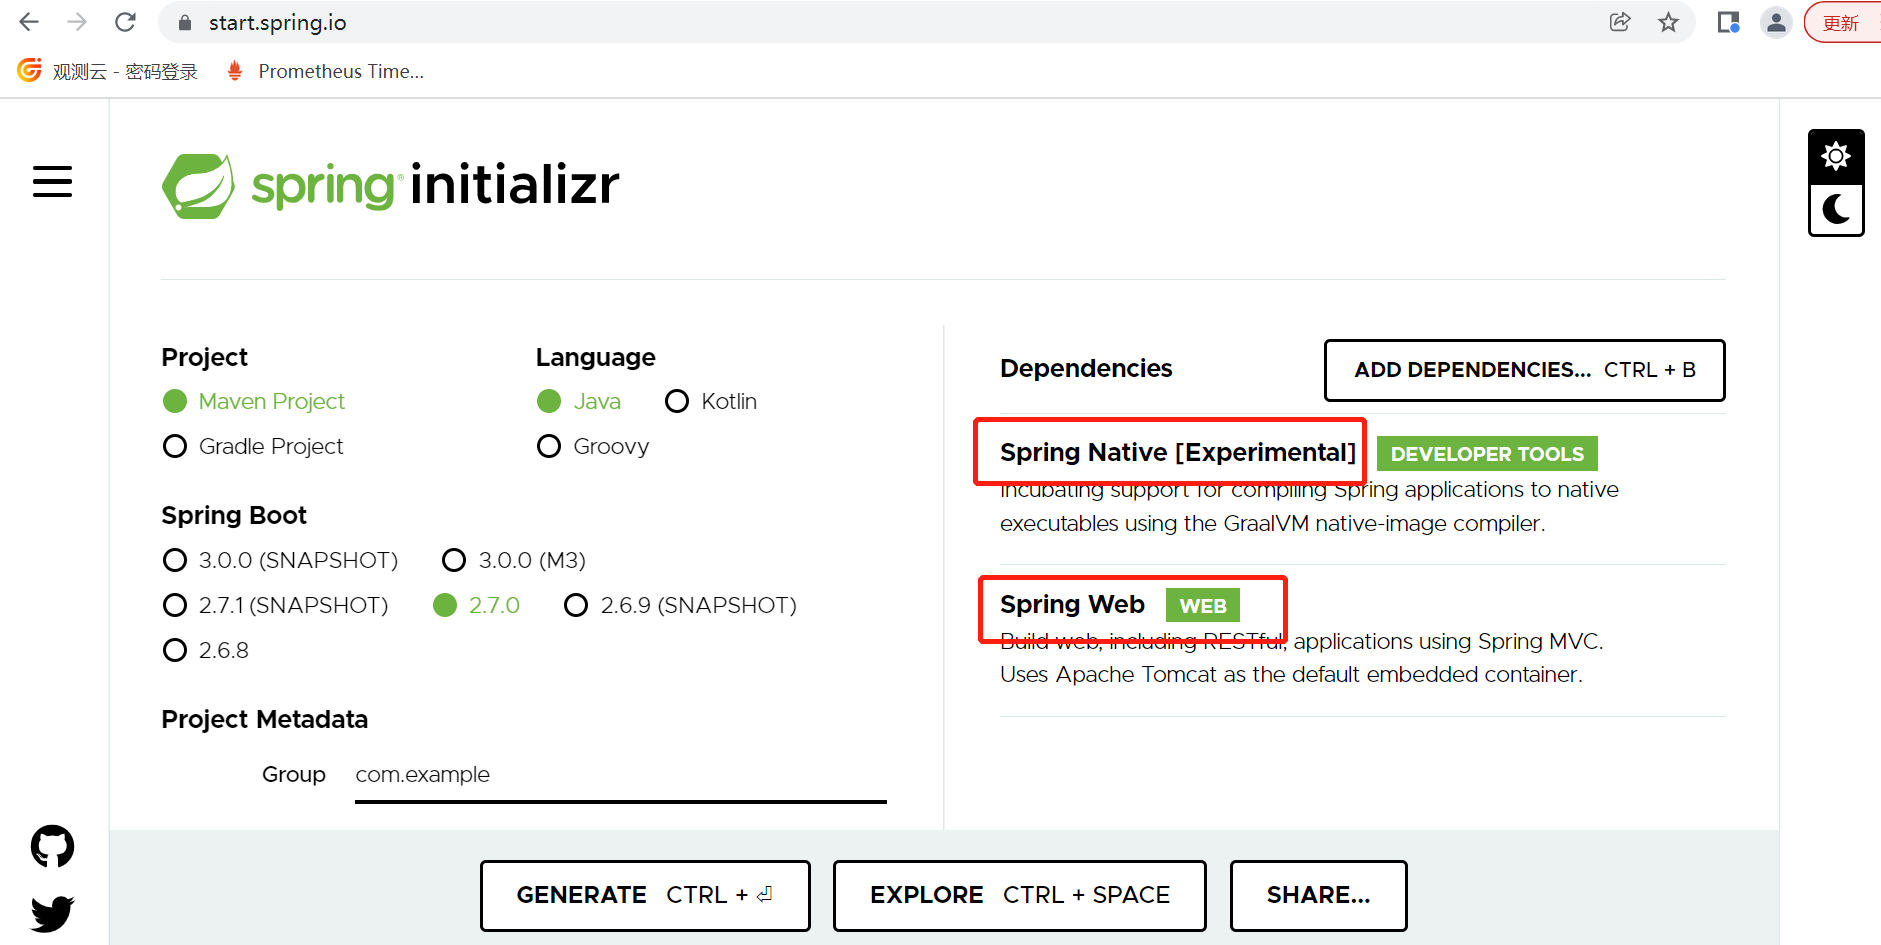 start.spring.io
更新
观测云 - 密码登录
Prometheus Time...
spring® initializr
Project
Maven Project
Gradle Project
Language
Java
Kotlin
Groovy
Spring Boot
3.0.0 (SNAPSHOT)
3.0.0 (M3)
2.7.1 (SNAPSHOT)
2.7.0
2.6.9 (SNAPSHOT)
2.6.8
Project Metadata
Group
com.example
Dependencies
ADD DEPENDENCIES... CTRL + B
Spring Native [Experimental]
DEVELOPER TOOLS
Incubating support for compiling Spring applications to native
executables using the GraalVM native-image compiler.
Spring Web
WEB
Build web, including RESTful, applications using Spring MVC.
Uses Apache Tomcat as the default embedded container.
GENERATE CTRL + ⏎
EXPLORE CTRL + SPACE
SHARE...